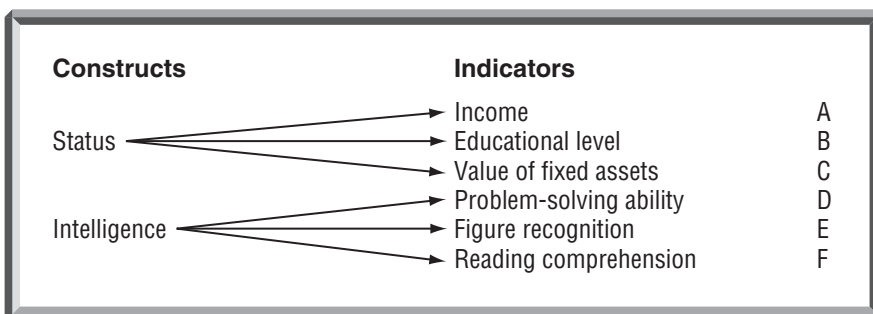 Constructs Indicators
Income A
Status Educational level B
Value of fixed assets C
Problem-solving ability D
Intelligence Figure recognition E
Reading comprehension F